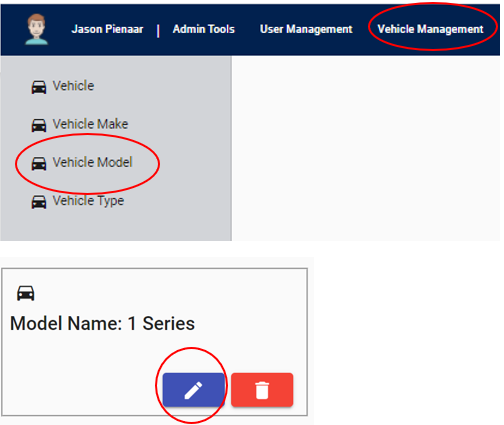 Jason Pienaar | Admin Tools User Management Vehicle Management
Vehicle
Vehicle Make
Vehicle Model
Vehicle Type
Model Name: 1 Series